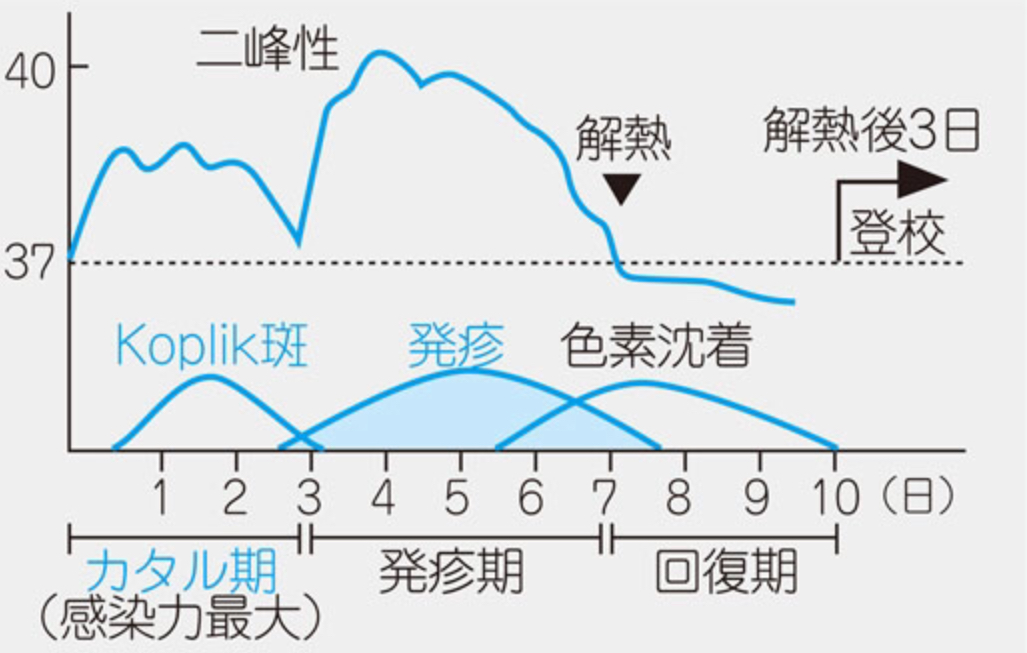 二峰性
40
解熱
解熱後3日
登校
37
Koplik斑
発疹
色素沈着
1 2 3 4 5 6 7 8 9 10（日）
カタル期 発疹期 回復期
（感染力最大）